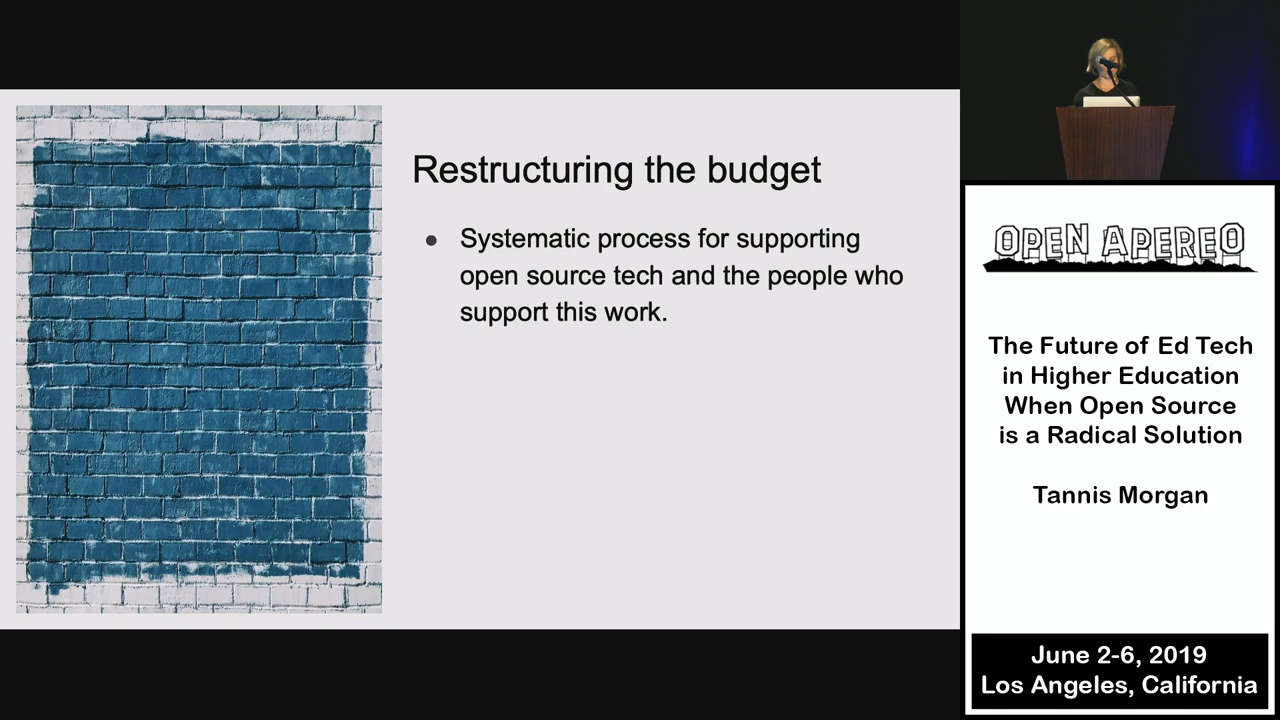 Restructuring the budget
● Systematic process for supporting
open source tech and the people who
support this work.
OPEN APEREO
The Future of Ed Tech
in Higher Education
When Open Source
is a Radical Solution
Tannis Morgan
June 2-6, 2019
Los Angeles, California